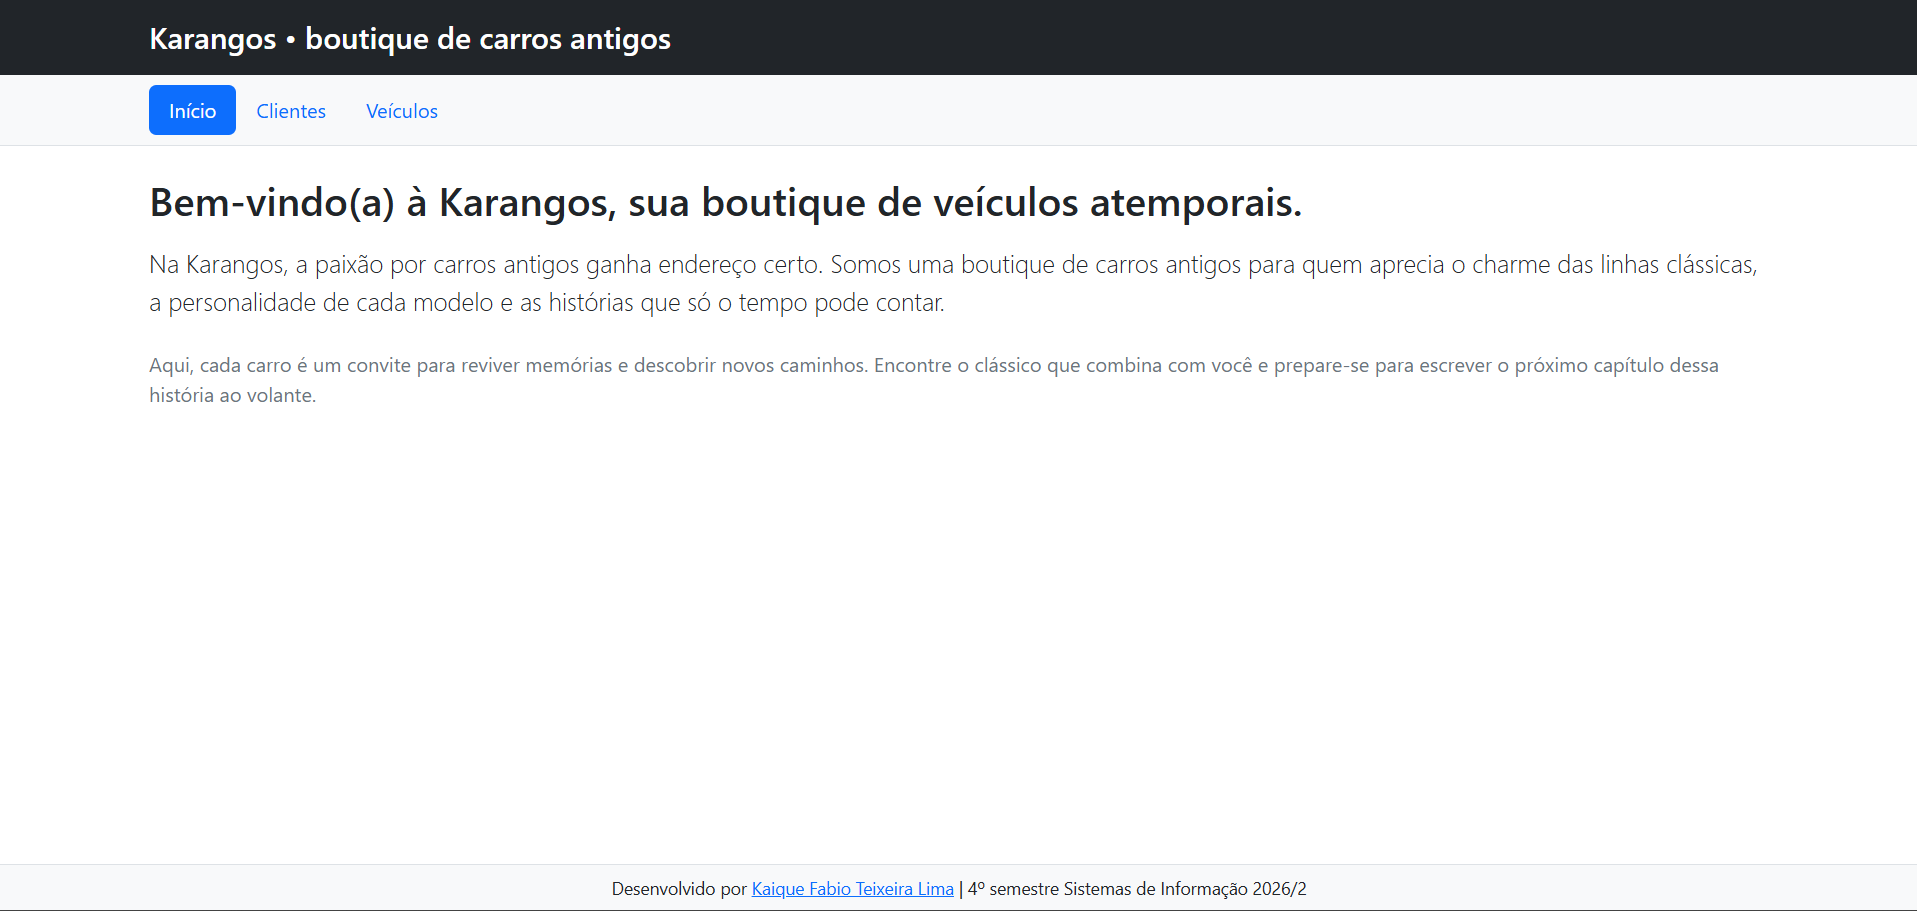 Karangos • boutique de carros antigos
Início Clientes Veículos
Bem-vindo(a) à Karangos, sua boutique de veículos atemporais.
Na Karangos, a paixão por carros antigos ganha endereço certo. Somos uma boutique de carros antigos para quem aprecia o charme das linhas clássicas,
a personalidade de cada modelo e as histórias que só o tempo pode contar.
Aqui, cada carro é um convite para reviver memórias e descobrir novos caminhos. Encontre o clássico que combina com você e prepare-se para escrever o próximo capítulo dessa
história ao volante.
Desenvolvido por Kaique Fabio Teixeira Lima | 4º semestre Sistemas de Informação 2026/2